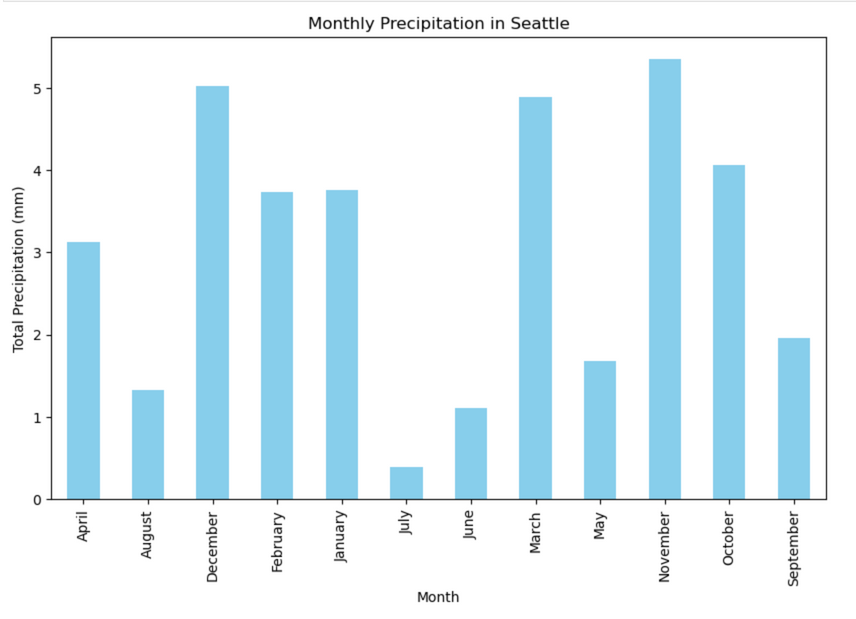 Monthly Precipitation in Seattle
Total Precipitation (mm)
5
4
3
2
1
0
April
August
December
February
January
July
June
March
May
November
October
September
Month